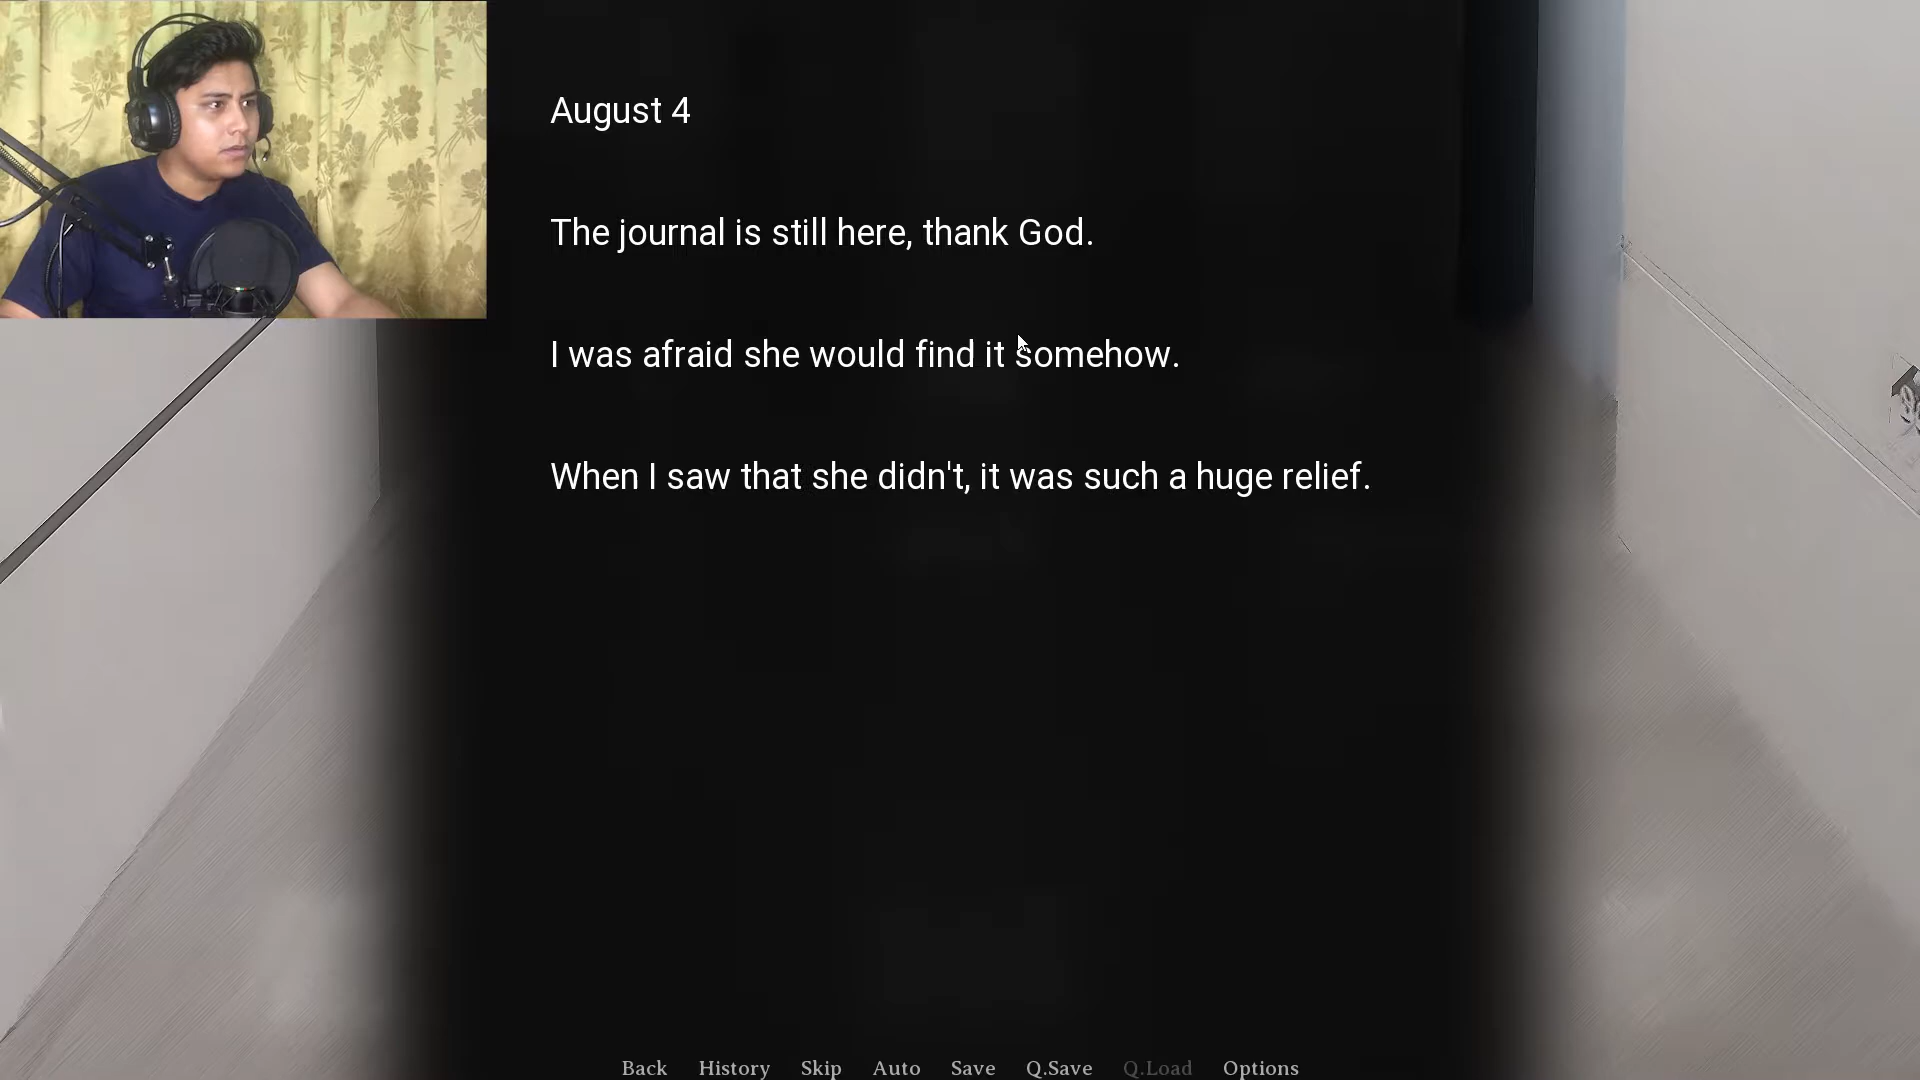 August 4
The journal is still here, thank God.
I was afraid she would find it somehow.
When I saw that she didn't, it was such a huge relief.
Back History Skip Auto Save Q.Save Q.Load Options